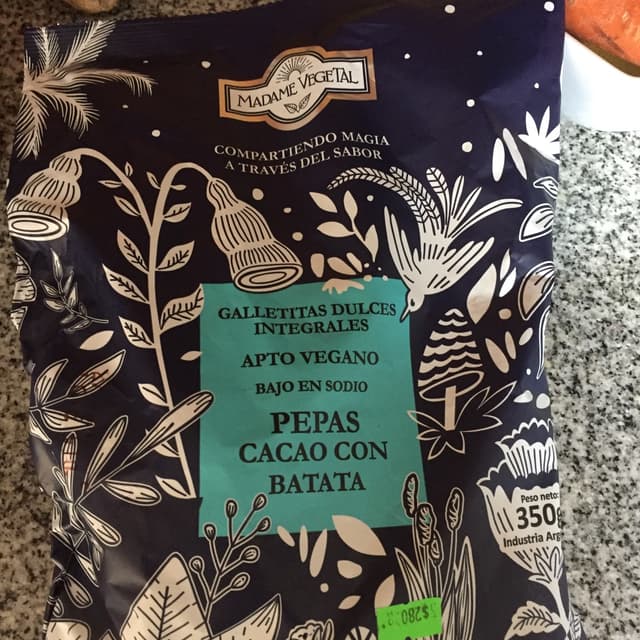 MADAME VEGETAL
COMPARTIENDO MAGIA
A TRAVÉS DEL SABOR
GALLETITAS DULCES
INTEGRALES
APTO VEGANO
BAJO EN SODIO
PEPAS
CACAO CON
BATATA
Peso neto:
350g
Industria Arg
$280